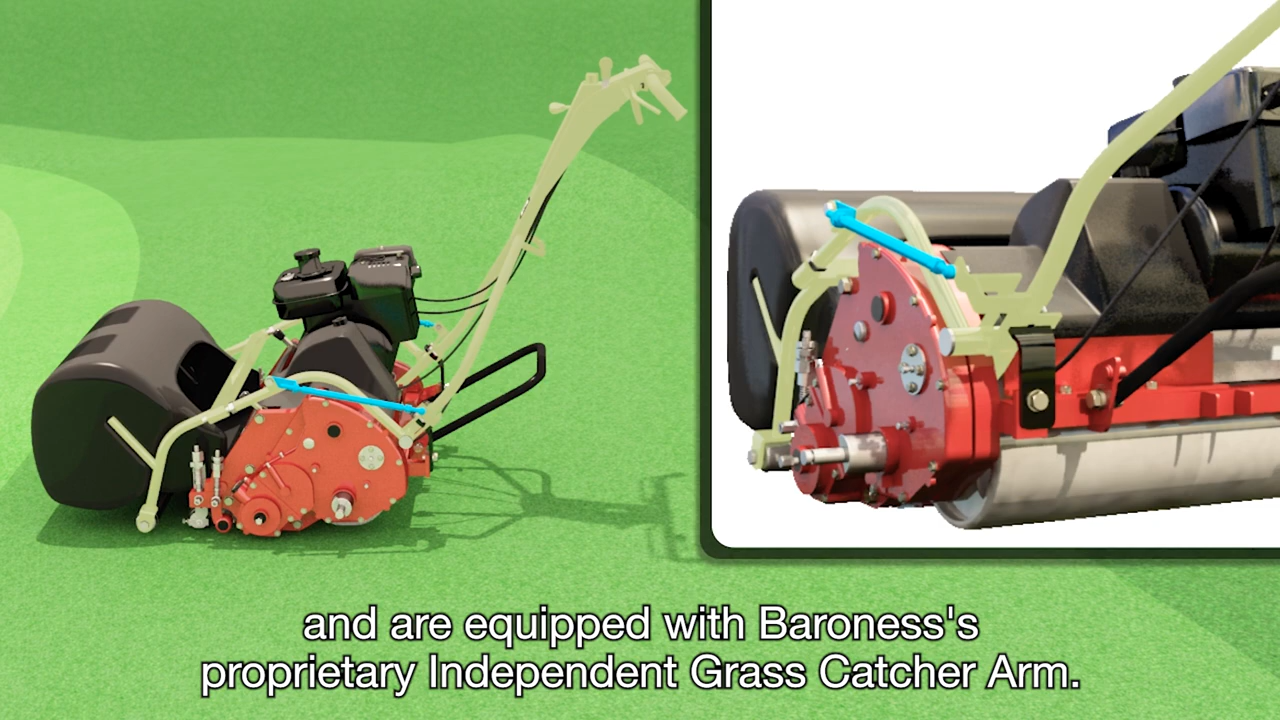 and are equipped with Baroness's
proprietary Independent Grass Catcher Arm.